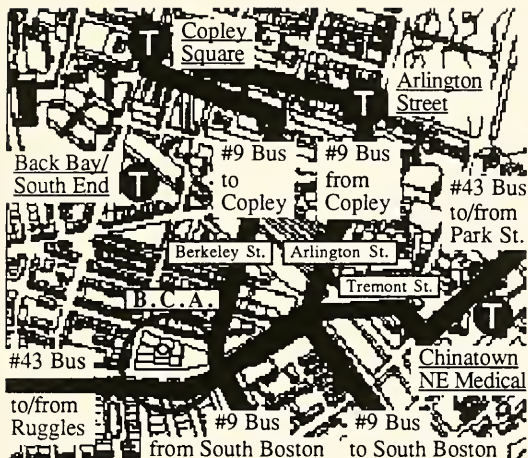 T
Copley
Square
T
Arlington
Street
Back Bay/
South End
T
#9 Bus
to
Copley
#9 Bus
from
Copley
#43 Bus
to/from
Park St.
Berkeley St.
Arlington St.
Tremont St.
B.C.A.
T
#43 Bus
to/from
Ruggles
Chinatown
NE Medical
#9 Bus
from South Boston
#9 Bus
to South Boston